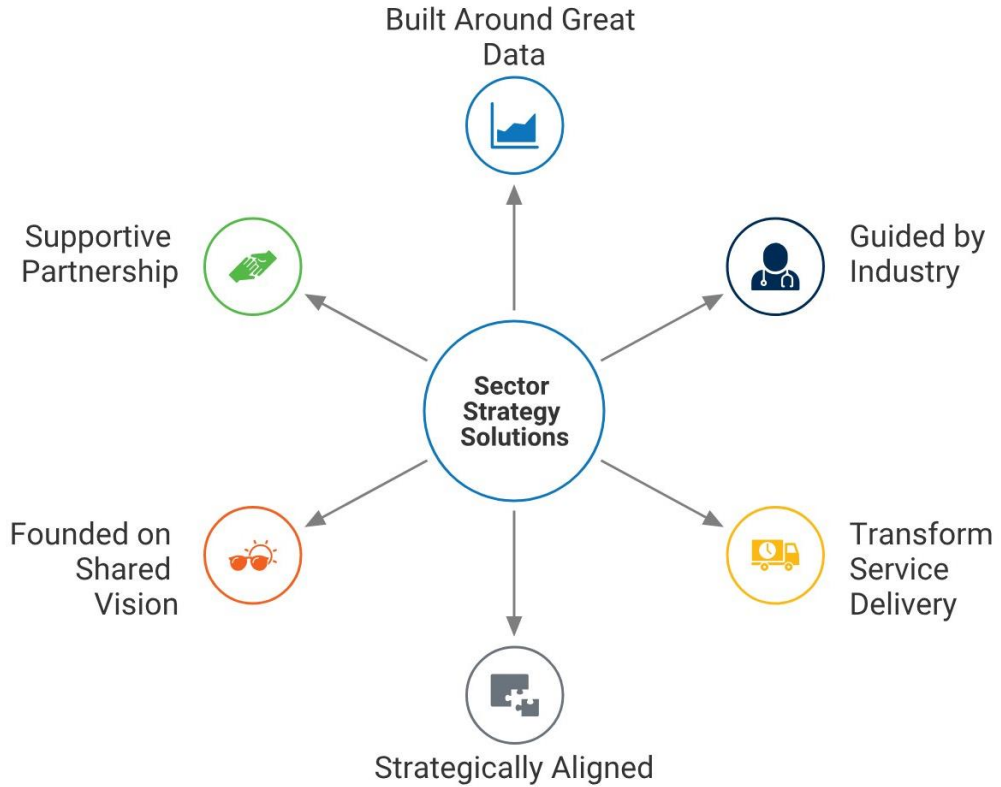 Built Around Great
Data
Supportive
Partnership
Guided by
Industry
Sector
Strategy
Solutions
Founded on
Shared
Vision
Transform
Service
Delivery
Strategically Aligned